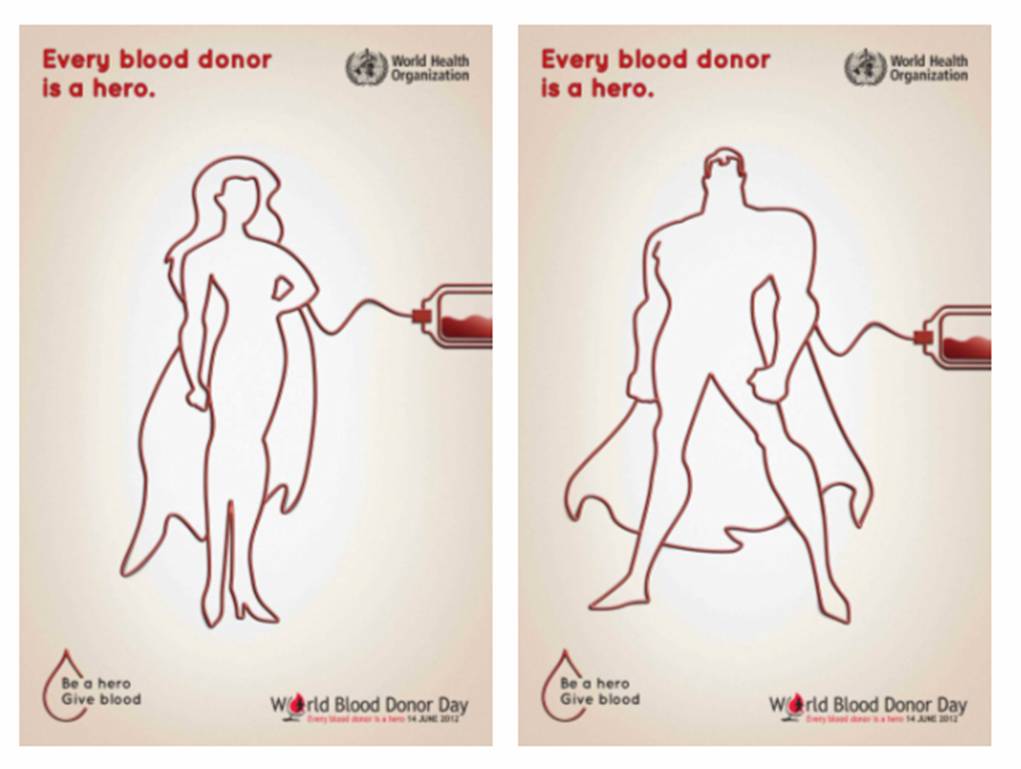 Every blood donor
is a hero.
World Health
Organization
Be a hero
Give blood
World Blood Donor Day
Every blood donor is a hero 14 JUNE 2012
Every blood donor
is a hero.
World Health
Organization
Be a hero
Give blood
World Blood Donor Day
Every blood donor is a hero 14 JUNE 2012